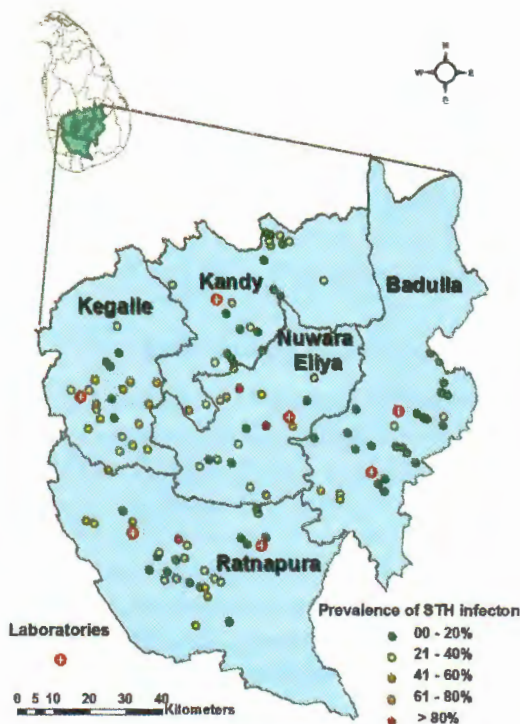 N
W E
S
Kandy
Badulla
Kegalle
Nuwara
Eliya
Ratnapura
Prevalence of STH infecton
Laboratories
00 - 20%
21 - 40%
41 - 60%
61 - 80%
> 80%
0 5 10 20 30 40
Kilometers